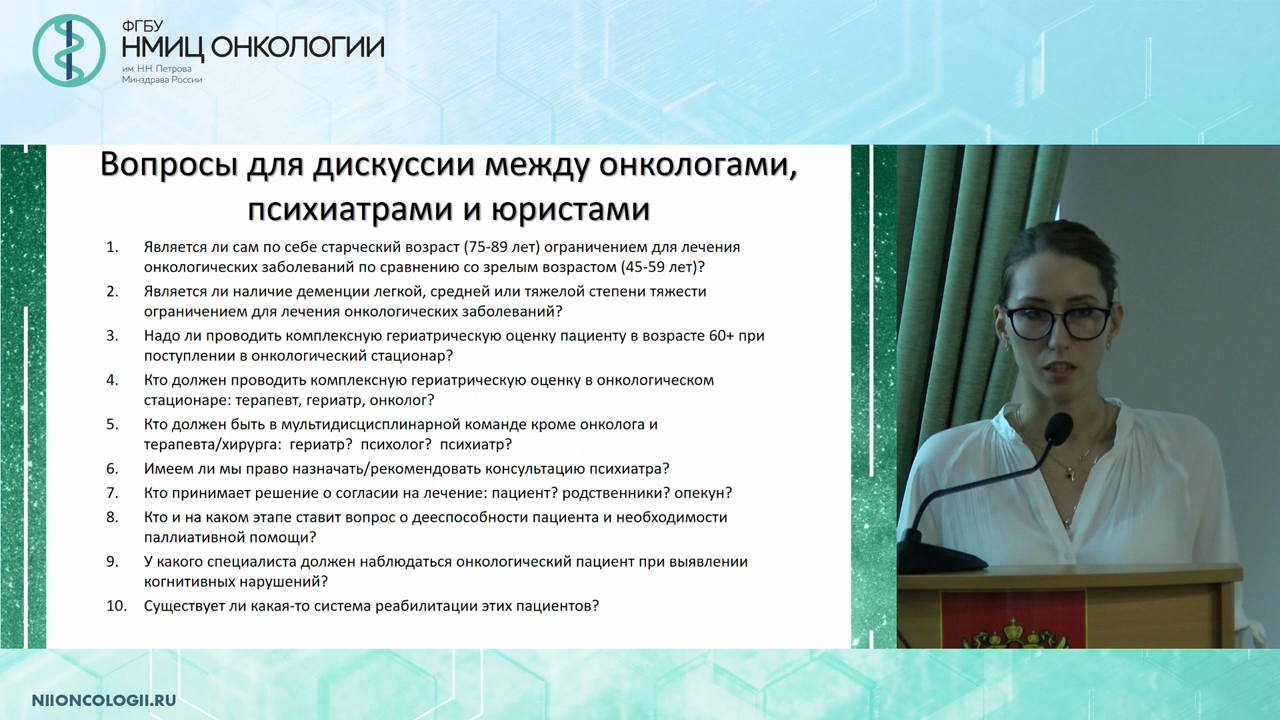 ФГБУ
НМИЦ ОНКОЛОГИИ
им. Н.Н. Петрова
Минздрава России
Вопросы для дискуссии между онкологами,
психиатрами и юристами
1. Является ли сам по себе старческий возраст (75-89 лет) ограничением для лечения
онкологических заболеваний по сравнению со зрелым возрастом (45-59 лет)?
2. Является ли наличие деменции легкой, средней или тяжелой степени тяжести
ограничением для лечения онкологических заболеваний?
3. Надо ли проводить комплексную гериатрическую оценку пациенту в возрасте 60+ при
поступлении в онкологический стационар?
4. Кто должен проводить комплексную гериатрическую оценку в онкологическом
стационаре: терапевт, гериатр, онколог?
5. Кто должен быть в мультидисцисплинарной команде кроме онколога и
терапевта/хирурга: гериатр? психолог? психиатр?
6. Имеем ли мы право назначать/рекомендовать консультацию психиатра?
7. Кто принимает решение о согласии на лечение: пациент? родственники? опекун?
8. Кто и на каком этапе ставит вопрос о дееспособности пациента и необходимости
паллиативной помощи?
9. У какого специалиста должен наблюдаться онкологический пациент при выявлении
когнитивных нарушений?
10. Существует ли какая-то система реабилитации этих пациентов?
NIIONCOLOGII.RU